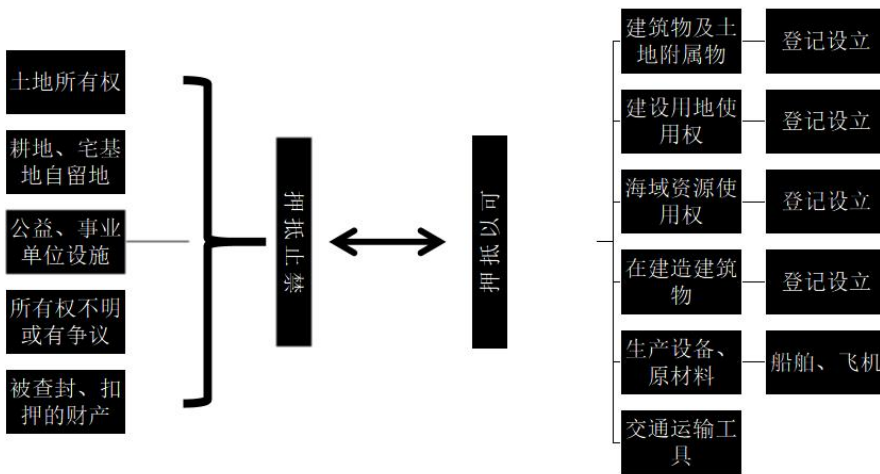 土地所有权
耕地、宅基
地自留地
公益、事业
单位设施
所有权不明
或有争议
被查封、扣
押的财产
禁止抵押
可以抵押
建筑物及土
地附属物
登记设立
建设用地使
用权
登记设立
海域资源使
用权
登记设立
在建造建筑
物
登记设立
生产设备、
原材料
船舶、飞机
交通运输工
具